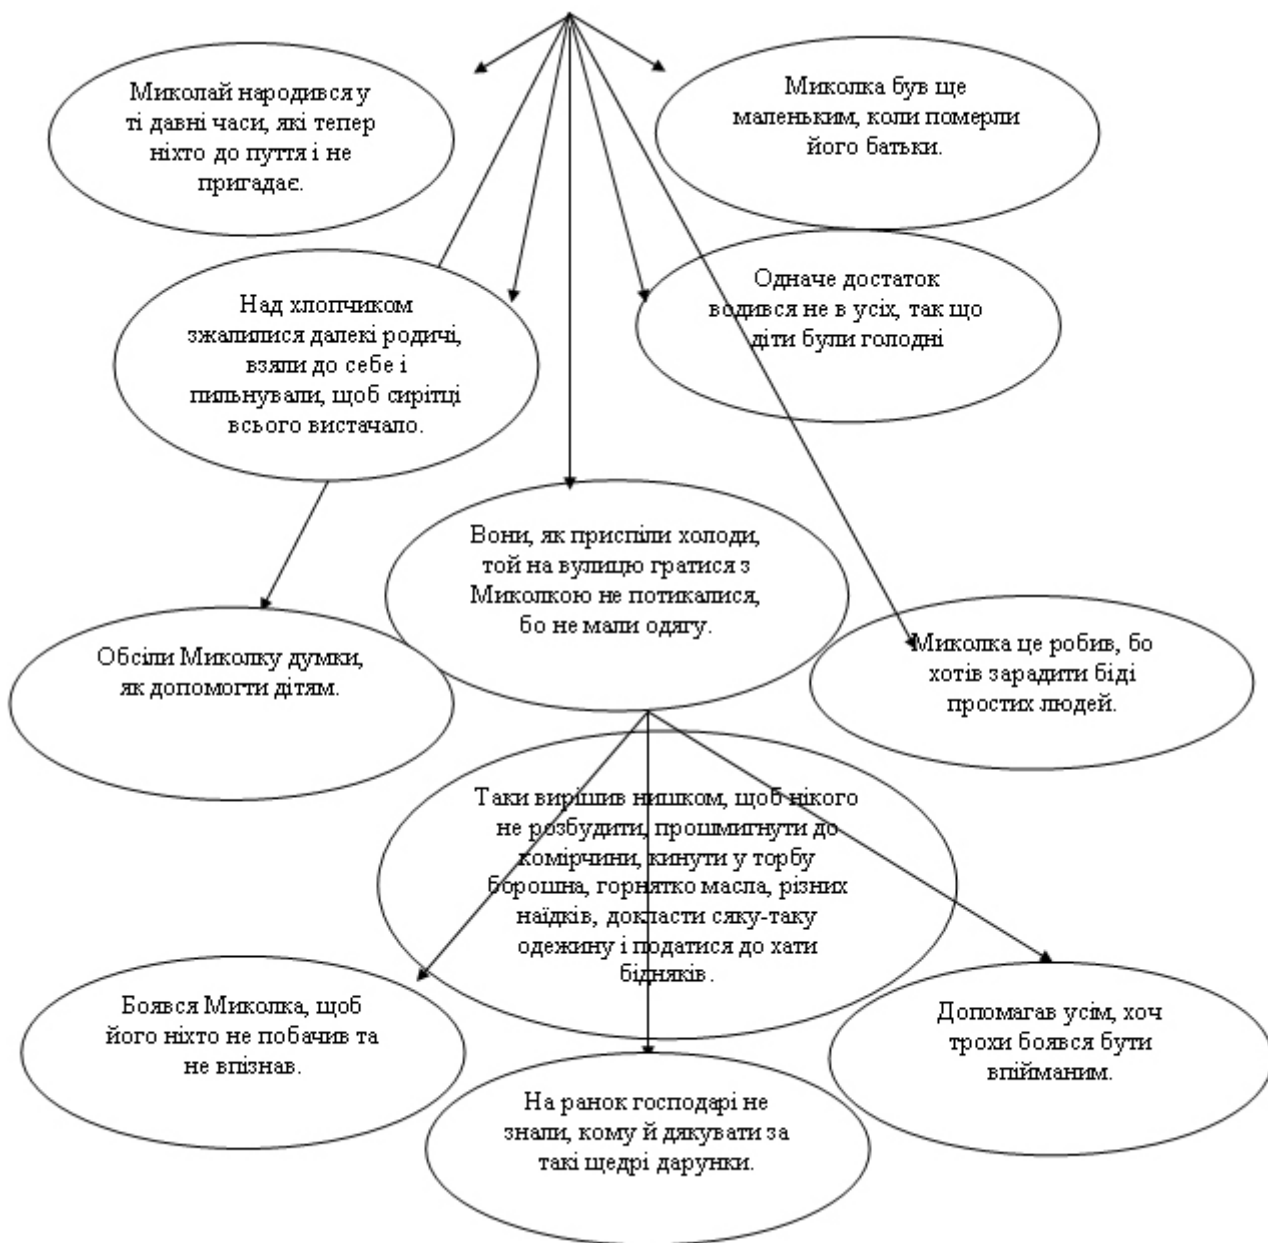 Миколай народився у
ті давні часи, які тепер
ніхто до пуття і не
пригадає.
Миколка був ще
маленьким, коли померли
його батьки.
Над хлопчиком
зжалилися далекі родичі,
взяли до себе і
пильнували, щоб сирітці
всього вистачало.
Одначе достаток
водився не в усіх, так що
діти були голодні
Вони, як приспіли холоди,
той на вулицю гратися з
Миколкою не потикалися,
бо не мали одягу.
Обсіли Миколку думки,
як допомогти дітям.
Миколка це робив, бо
хотів зарадити біді
простих людей.
Таки вирішив нишком, щоб нікого
не розбудити, прошмигнути до
комірчини, кинути у торбу
борошна, горнятко масла, різних
наїдків, докласти сяку-таку
одежину і податися до хати
бідняків.
Боявся Миколка, щоб
його ніхто не побачив та
не впізнав.
На ранок господарі не
знали, кому й дякувати за
такі щедрі дарунки.
Допомагав усім, хоч
трохи боявся бути
впійманим.